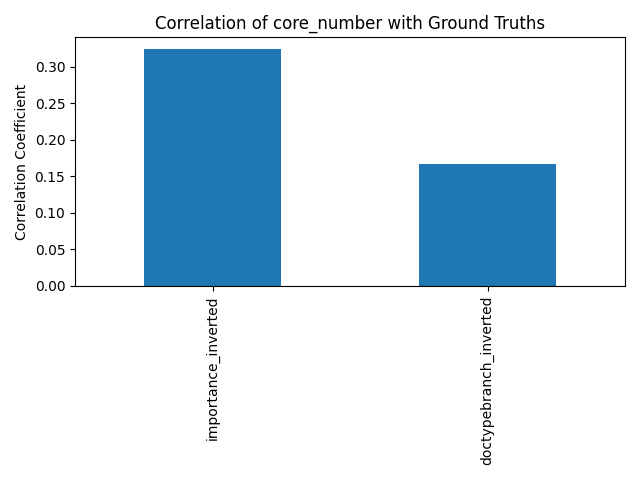 Correlation of core_number with Ground Truths
Correlation Coefficient
0.30
0.25
0.20
0.15
0.10
0.05
0.00
importance_inverted
doctypebranch_inverted